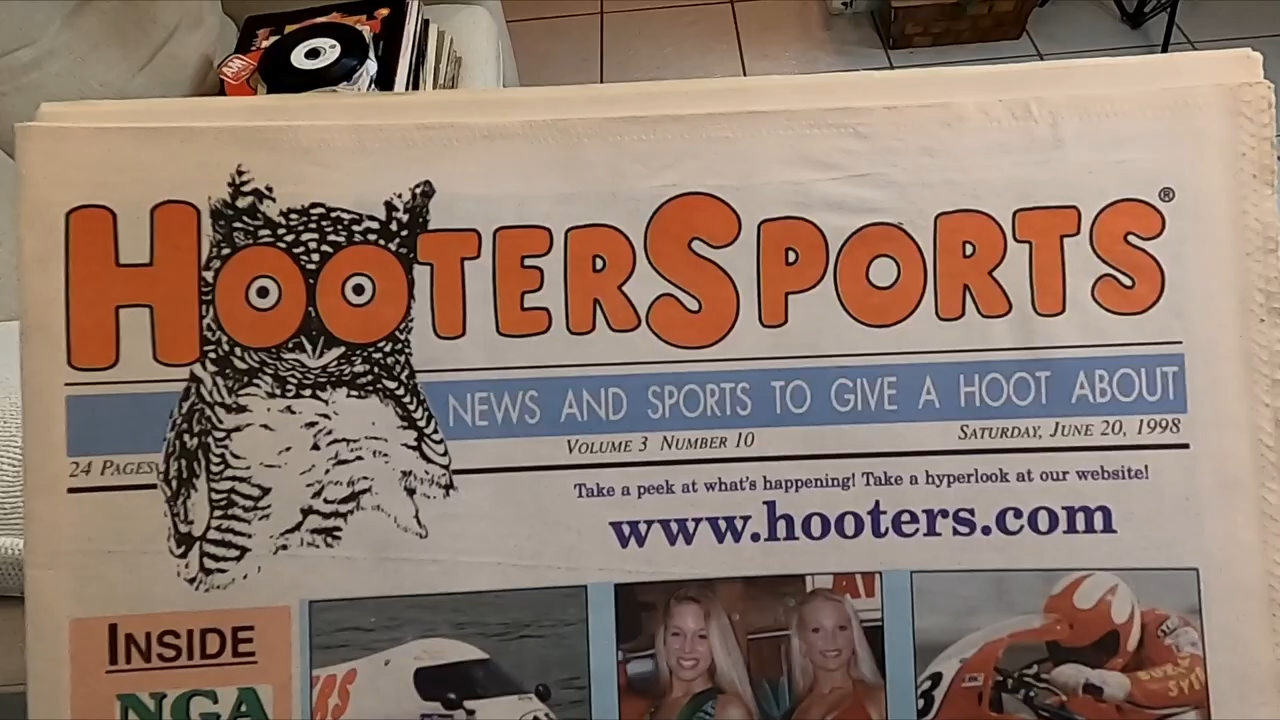 HOOTERSPORTS®
NEWS AND SPORTS TO GIVE A HOOT ABOUT
24 PAGES
VOLUME 3 NUMBER 10
SATURDAY, JUNE 20, 1998
Take a peek at what's happening! Take a hyperlook at our website!
www.hooters.com
INSIDE
NGA